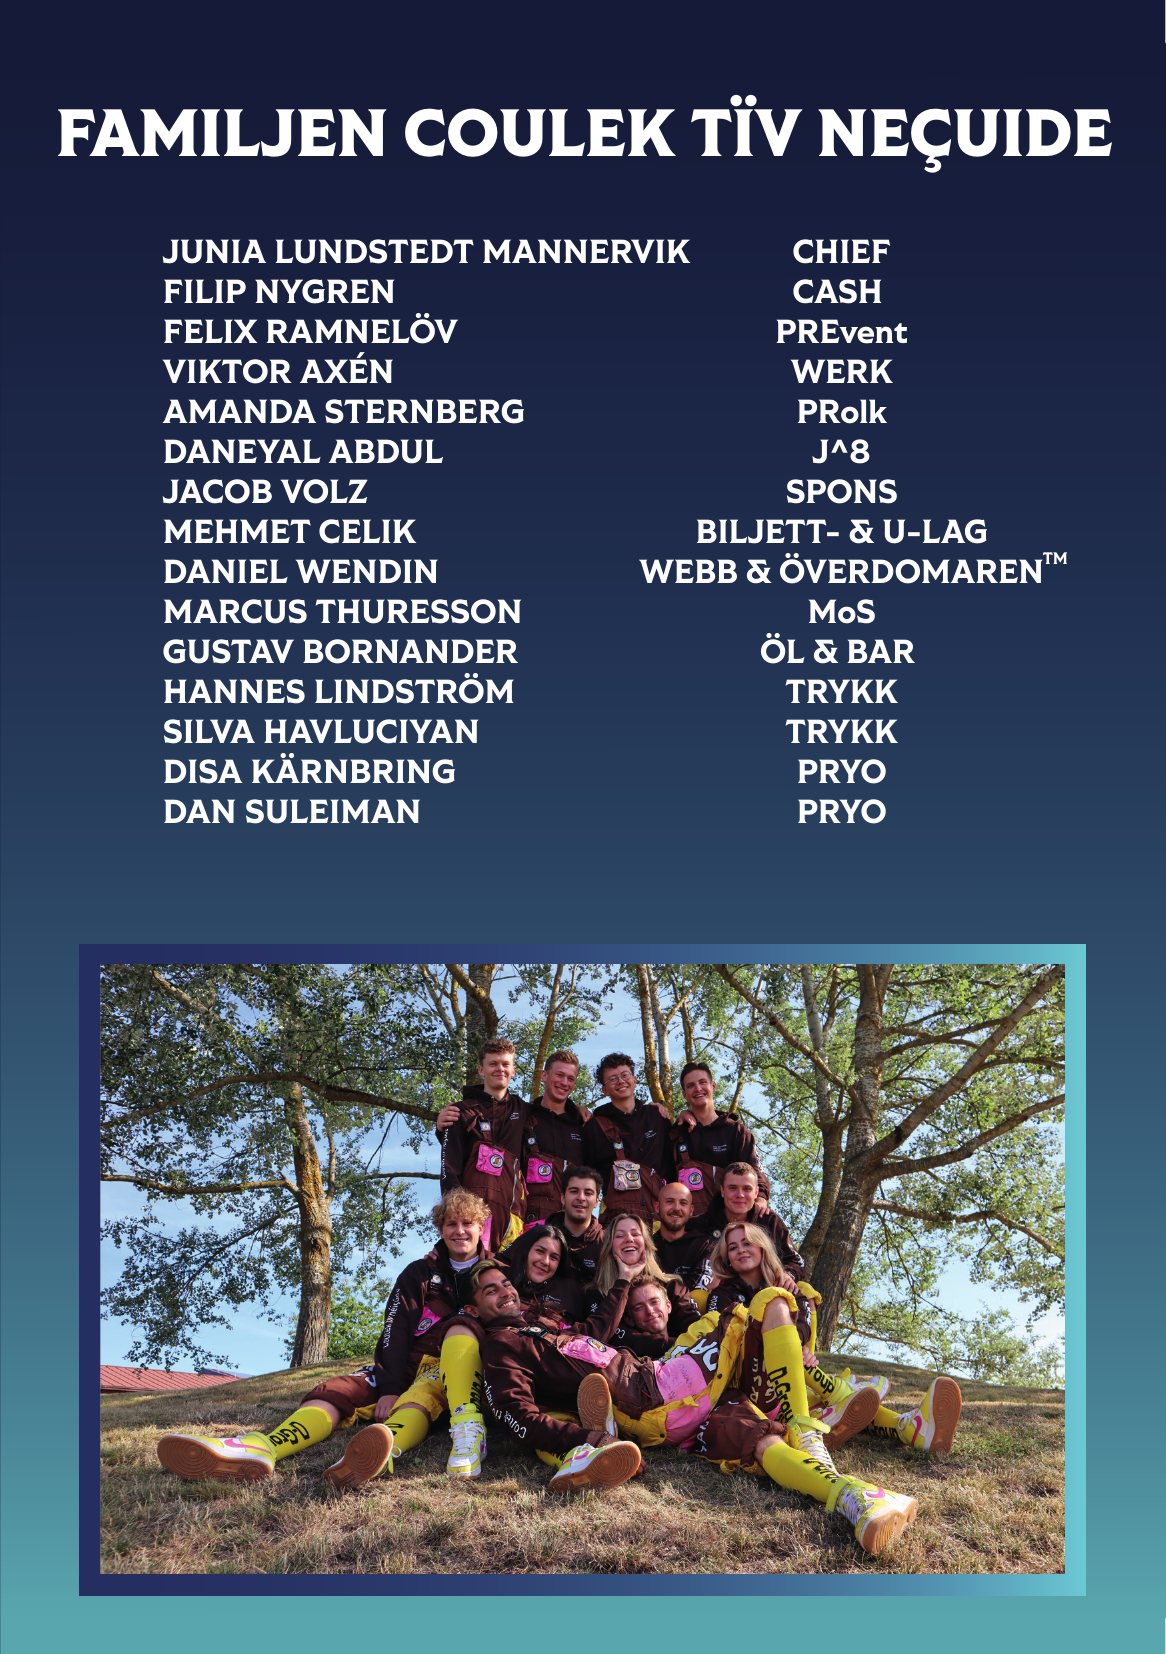 FAMILJEN COULEK TÏV NEÇUIDE
JUNIA LUNDSTEDT MANNERVIK CHIEF
FILIP NYGREN CASH
FELIX RAMNELÖV PREvent
VIKTOR AXÉN WERK
AMANDA STERNBERG PRolk
DANEYAL ABDUL J^8
JACOB VOLZ SPONS
MEHMET CELIK BILJETT- & U-LAG
DANIEL WENDIN WEBB & ÖVERDOMAREN™
MARCUS THURESSON MoS
GUSTAV BORNANDER ÖL & BAR
HANNES LINDSTRÖM TRYKK
SILVA HAVLUCIYAN TRYKK
DISA KÄRNBRING PRYO
DAN SULEIMAN PRYO
D-Group